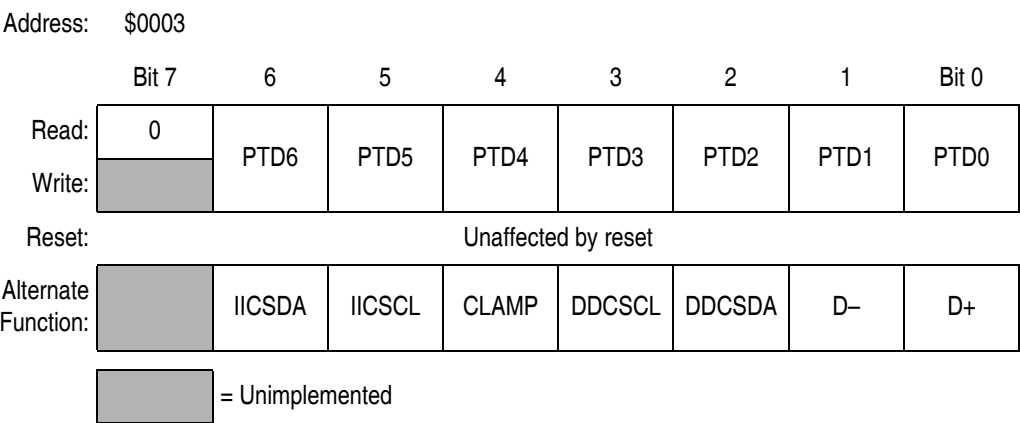 Address: $0003
Bit 7 6 5 4 3 2 1 Bit 0
Read: 0 PTD6 PTD5 PTD4 PTD3 PTD2 PTD1 PTD0
Write:
Reset: Unaffected by reset
Alternate
Function: IICSDA IICSCL CLAMP DDCSCL DDCSDA D– D+
= Unimplemented